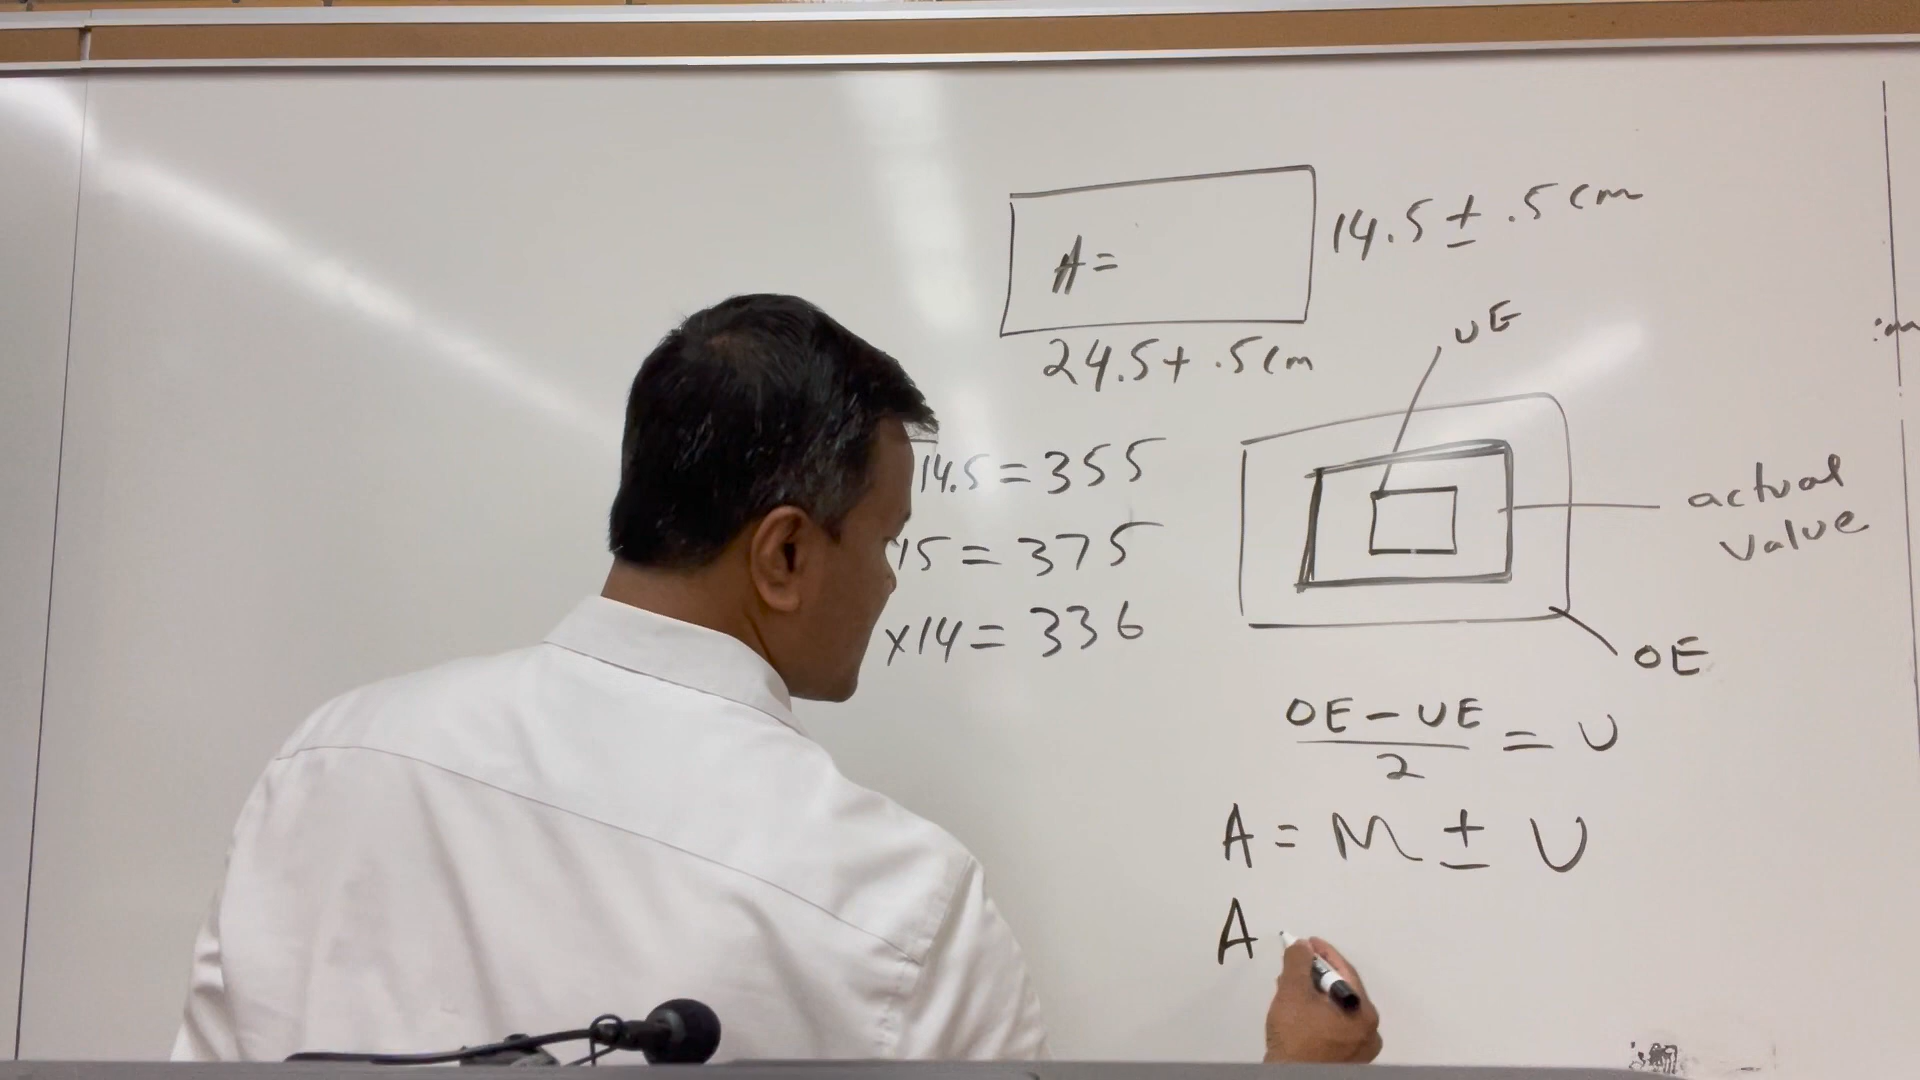 A =
14.5 ± .5 cm
24.5 + .5 cm
UE
14.5 = 355
15 = 375
x14 = 336
actual
value
OE
OE - UE
2
= U
A = M ± U
A